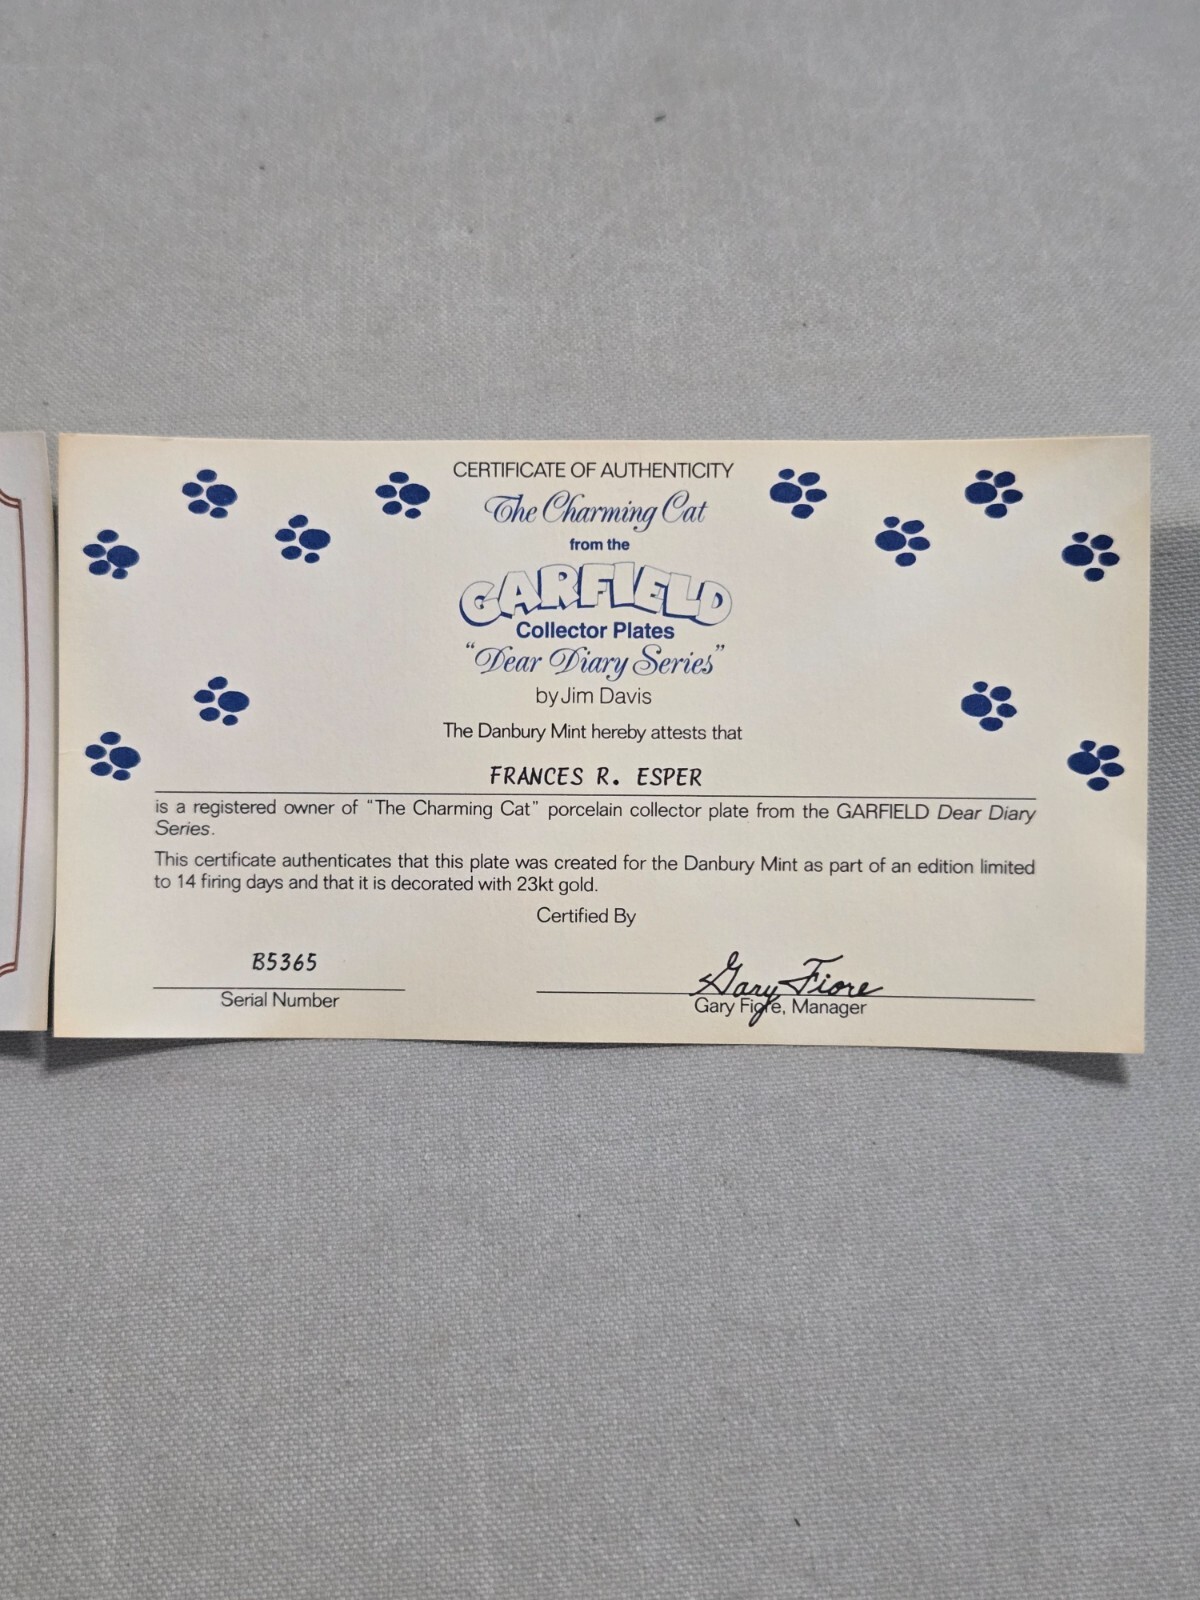 CERTIFICATE OF AUTHENTICITY
The Charming Cat
from the
GARFIELD
Collector Plates
"Dear Diary Series"
by Jim Davis
The Danbury Mint hereby attests that
FRANCES R. ESPER
is a registered owner of "The Charming Cat" porcelain collector plate from the GARFIELD Dear Diary
Series.
This certificate authenticates that this plate was created for the Danbury Mint as part of an edition limited
to 14 firing days and that it is decorated with 23kt gold.
Certified By
B5365
Serial Number
Gary Fiore
Gary Fiore, Manager